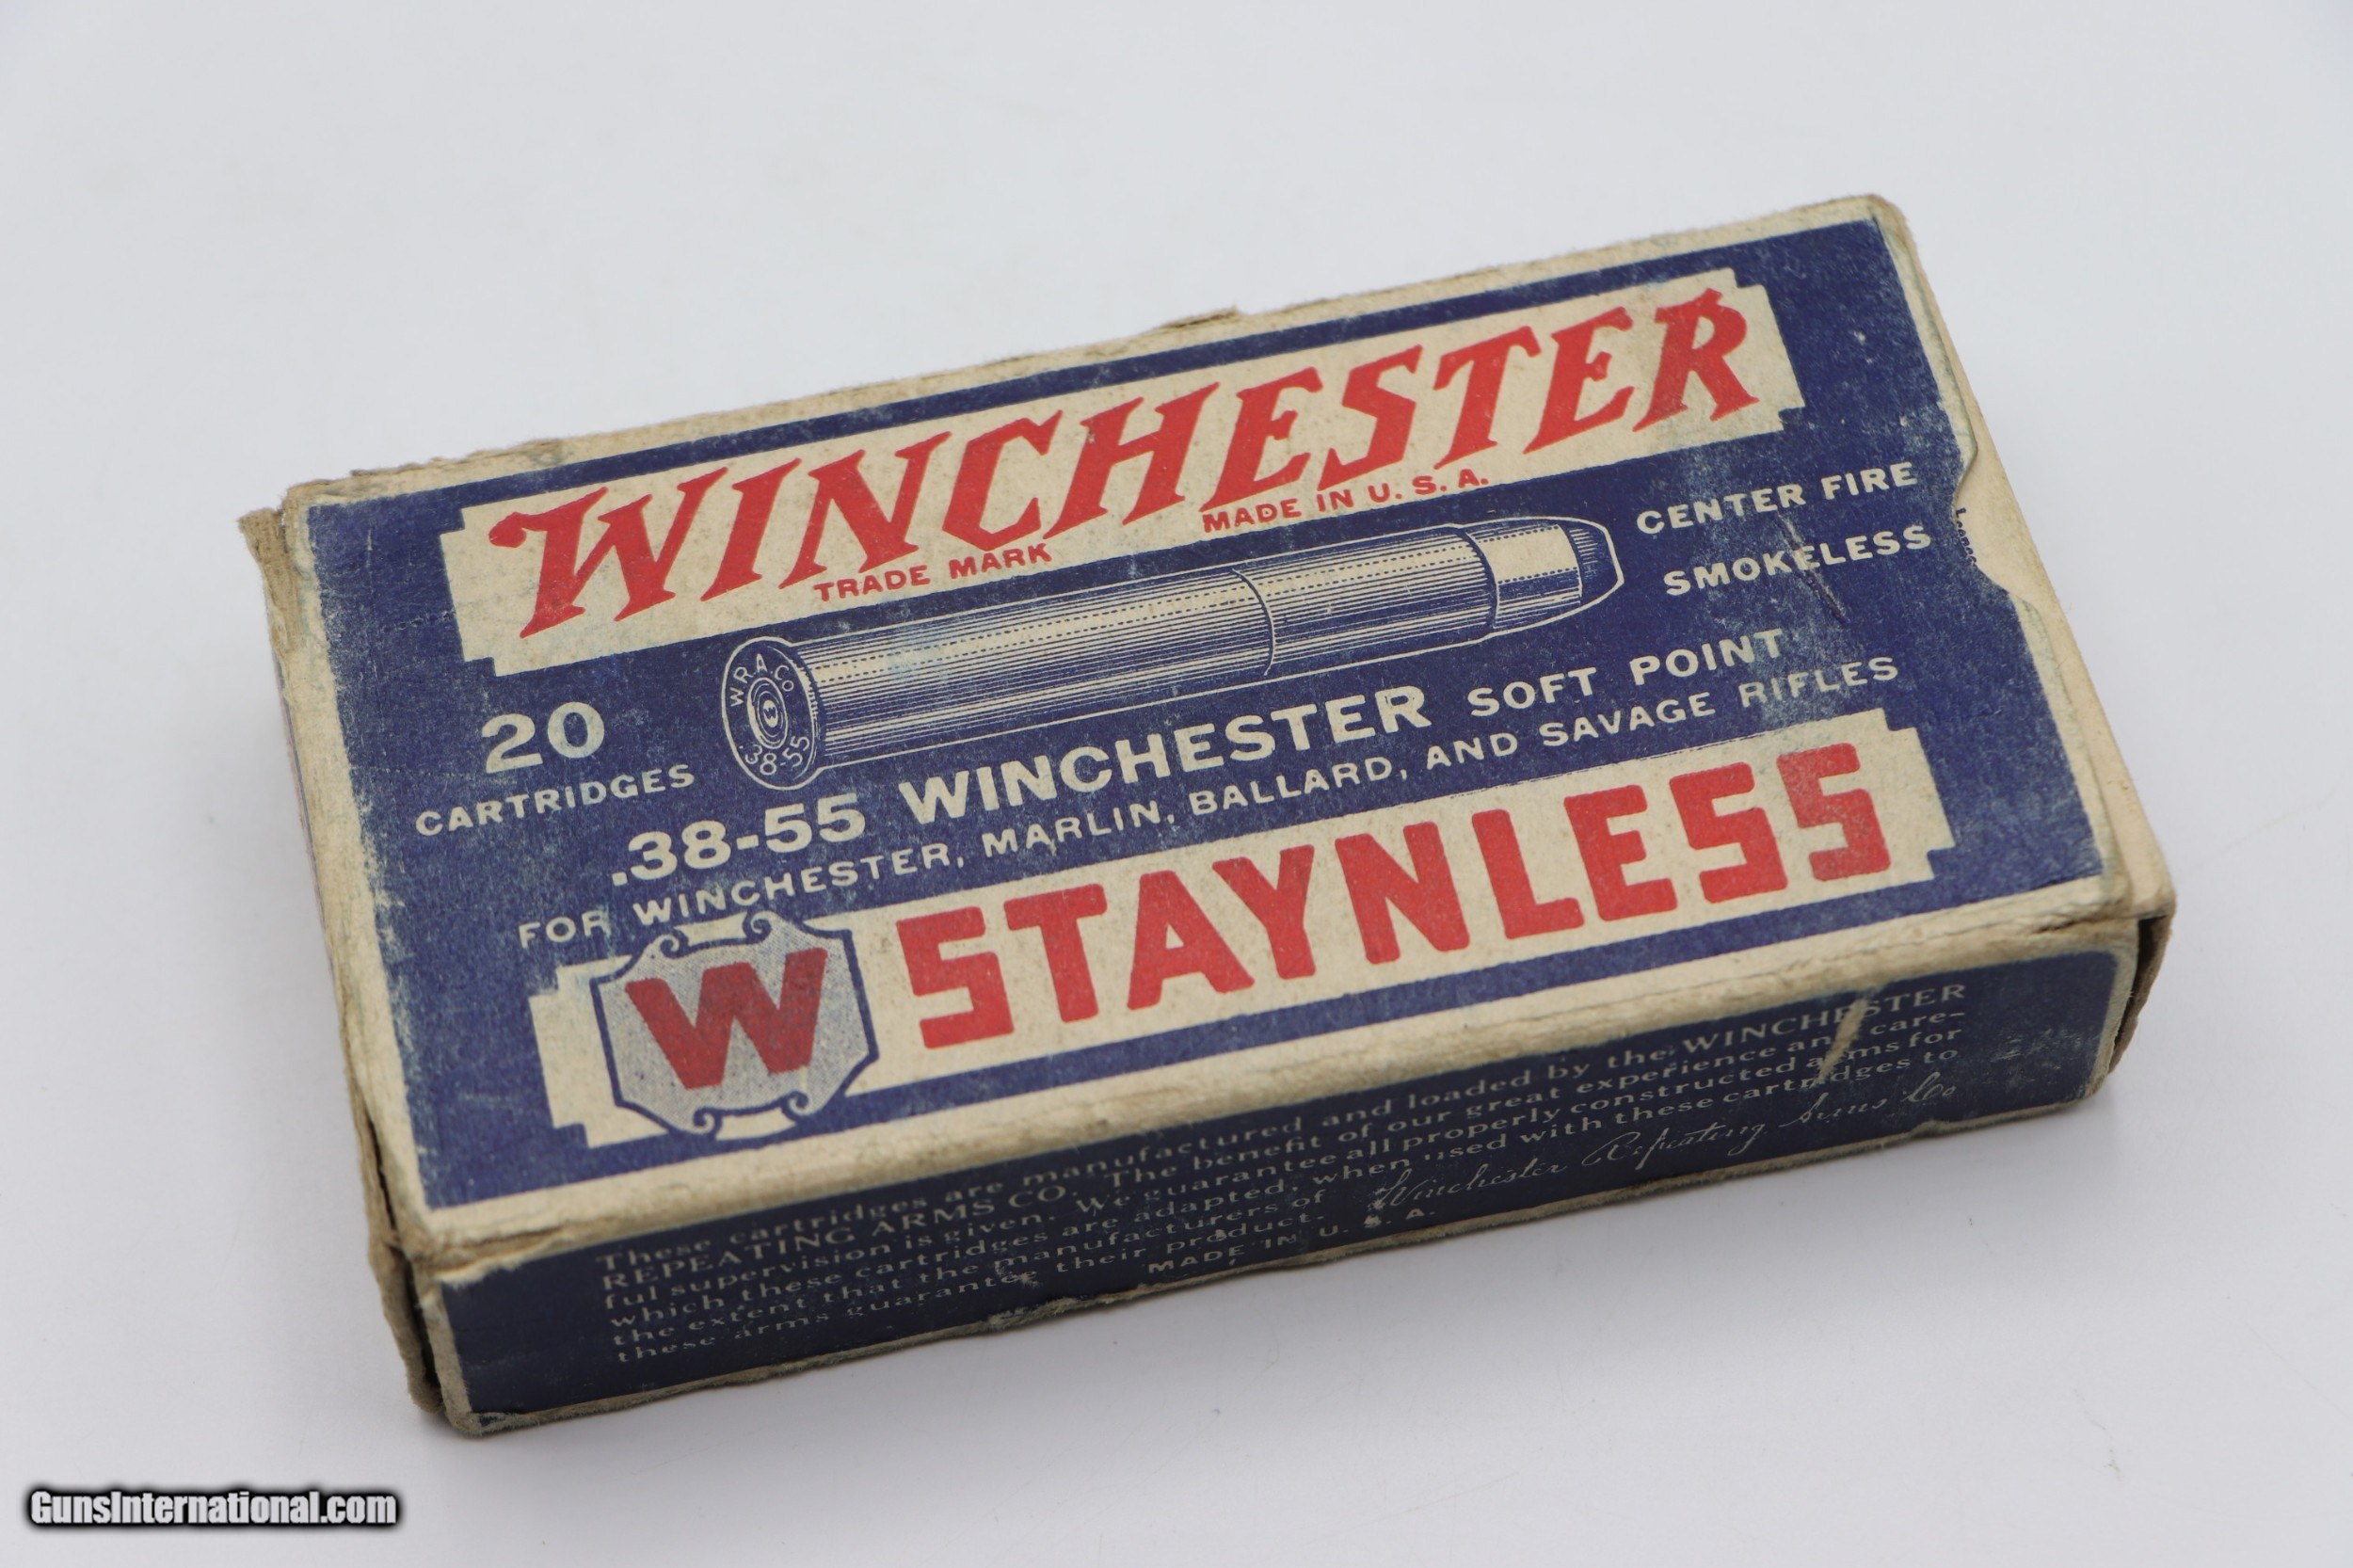 WINCHESTER
TRADE MARK
MADE IN U.S.A.
CENTER FIRE
SMOKELESS
W.R.A.CO.
W
.38-55
20
CARTRIDGES
.38-55 WINCHESTER SOFT POINT
FOR WINCHESTER, MARLIN, BALLARD, AND SAVAGE RIFLES
W STAYNLESS
These cartridges are manufactured and loaded by the WINCHESTER
REPEATING ARMS CO. The benefit of our great experience and care-
ful supervision is given. We guarantee all properly constructed arms for
which these cartridges are adapted, when used with these cartridges to
the extent that the manufacturers of
these arms guarantee their product.
Winchester Repeating Arms Co
MADE IN U.S.A.
GunsInternational.com